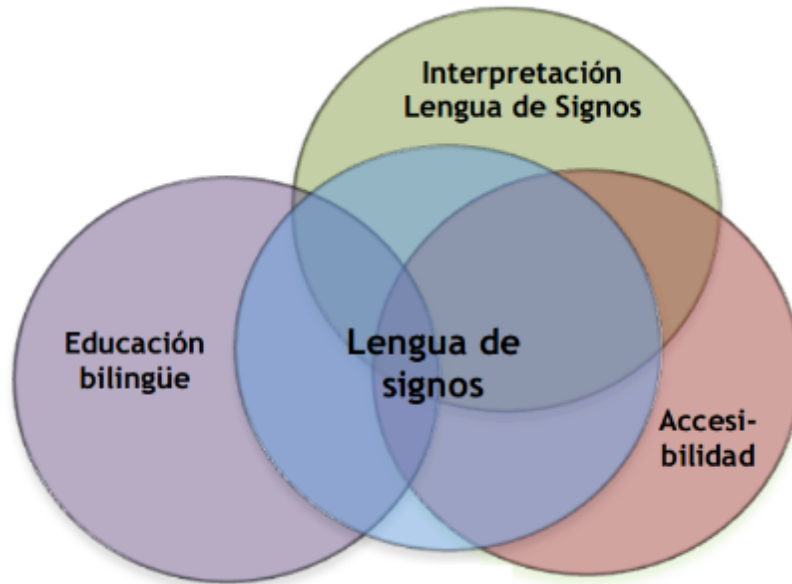 Interpretación
Lengua de Signos
Educación
bilingüe
Lengua de
signos
Accesi-
bilidad